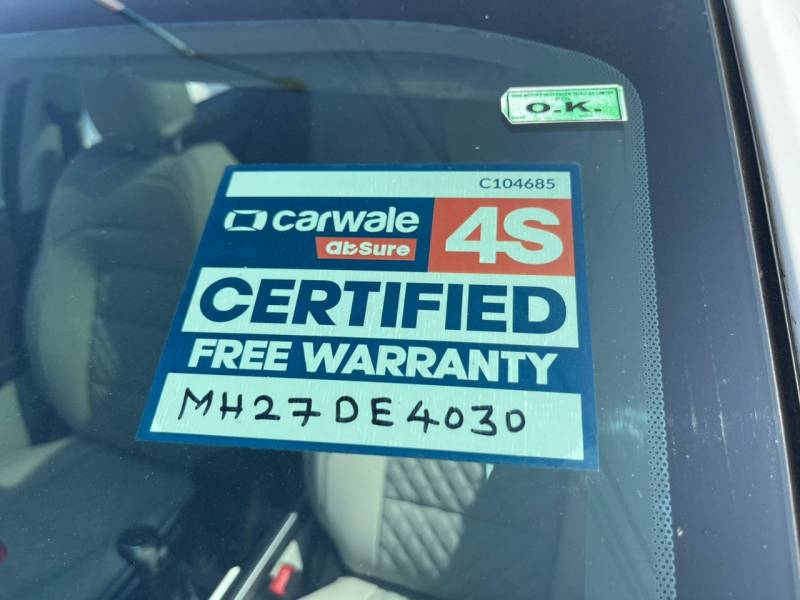 O.K.
C104685
carwale
abSure
4S
CERTIFIED
FREE WARRANTY
MH27DE4030